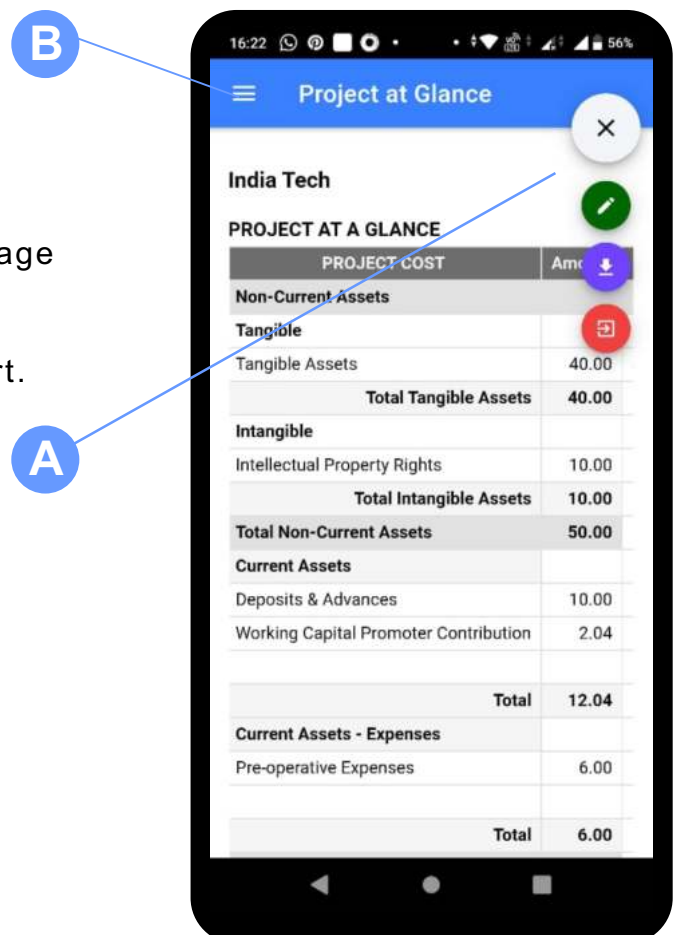 B
16:22 56%
Project at Glance
India Tech
age
PROJECT AT A GLANCE
PROJECT COST Am
Non-Current Assets
Tangible
rt.
Tangible Assets 40.00
Total Tangible Assets 40.00
A
Intangible
Intellectual Property Rights 10.00
Total Intangible Assets 10.00
Total Non-Current Assets 50.00
Current Assets
Deposits & Advances 10.00
Working Capital Promoter Contribution 2.04
Total 12.04
Current Assets - Expenses
Pre-operative Expenses 6.00
Total 6.00